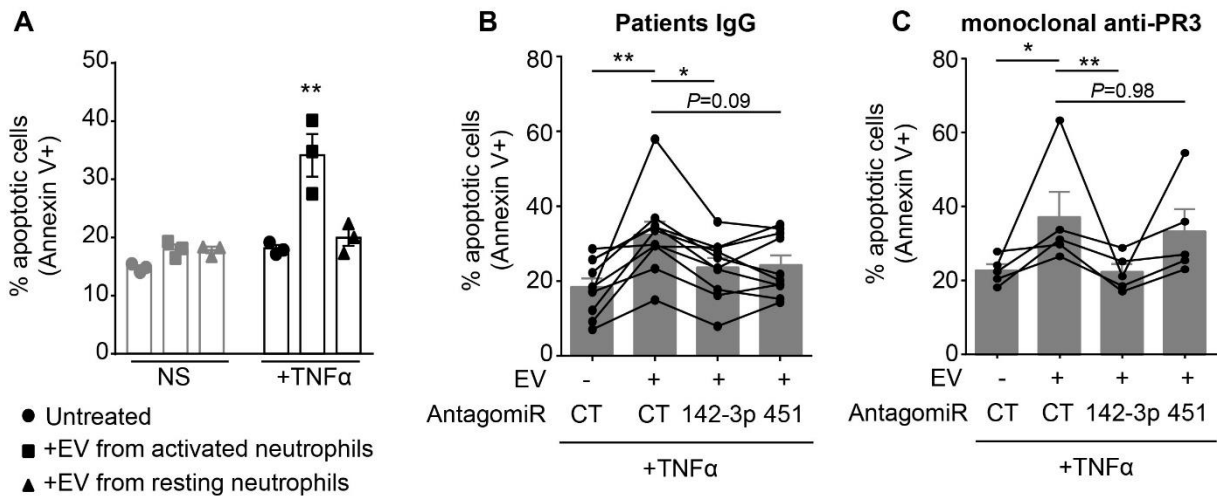 A
% apoptotic cells
(Annexin V+)
50
40
30
20
10
0
**
NS
+TNFα
Untreated
+EV from activated neutrophils
+EV from resting neutrophils
B
Patients IgG
% apoptotic cells
(Annexin V+)
80
60
40
20
0
**
*
P=0.09
EV - + + +
AntagomiR CT CT 142-3p 451
+TNFα
C
monoclonal anti-PR3
% apoptotic cells
(Annexin V+)
80
60
40
20
0
*
**
P=0.98
- + + +
CT CT 142-3p 451
+TNFα